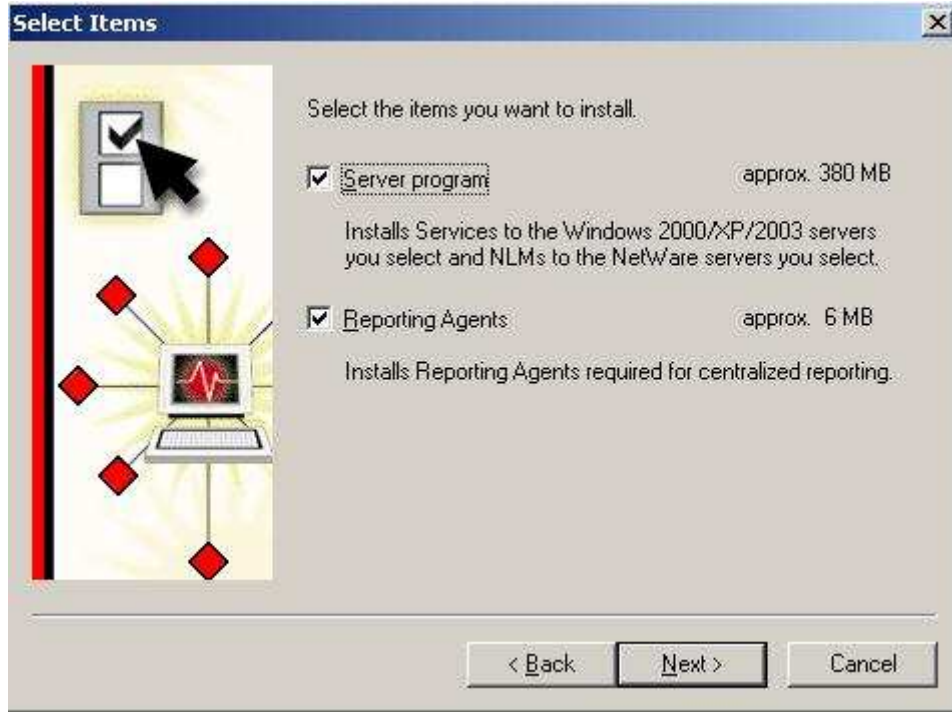 Select Items
Select the items you want to install.
Server program approx. 380 MB
Installs Services to the Windows 2000/XP/2003 servers
you select and NLMs to the NetWare servers you select.
Reporting Agents approx. 6 MB
Installs Reporting Agents required for centralized reporting.
< Back Next > Cancel